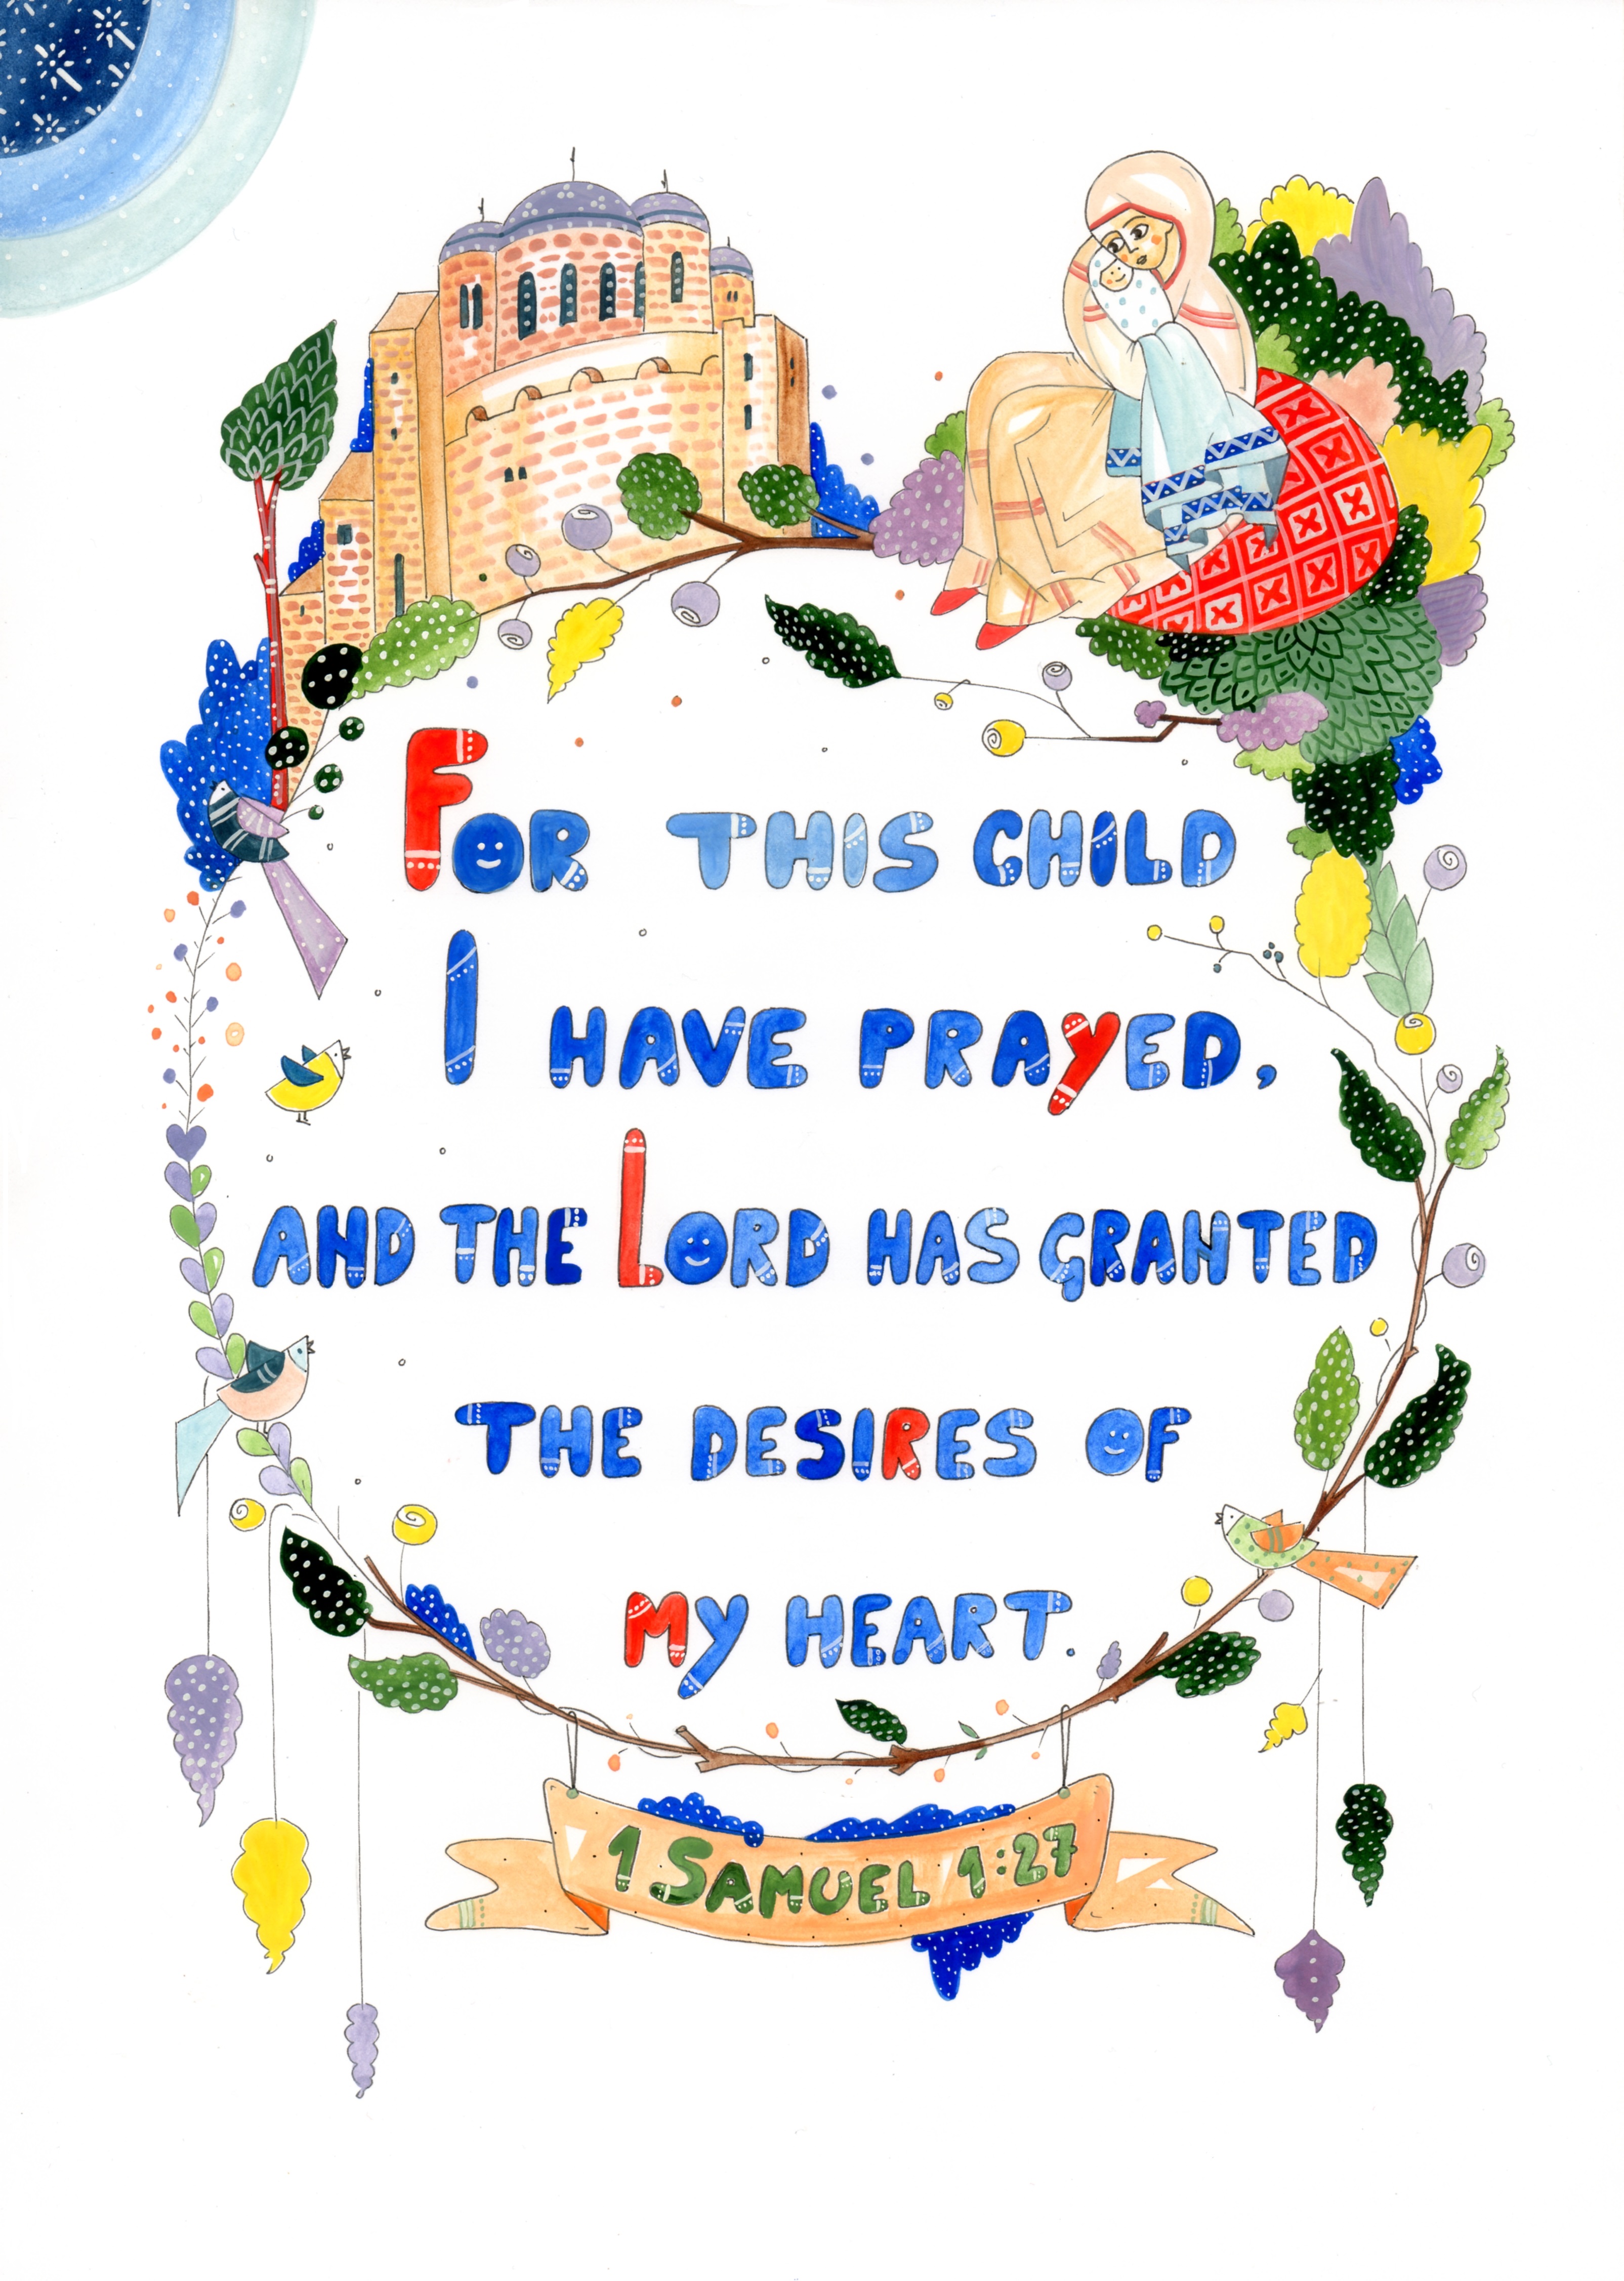 For this child
I have prayed,
and the Lord has granted
the desires of
my heart.
1 Samuel 1:27